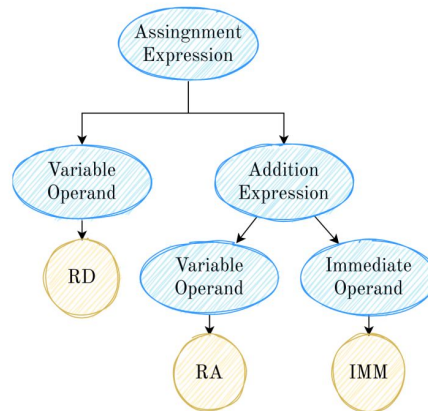 Assingnment
Expression
Variable
Operand
Addition
Expression
RD
Variable
Operand
Immediate
Operand
RA
IMM